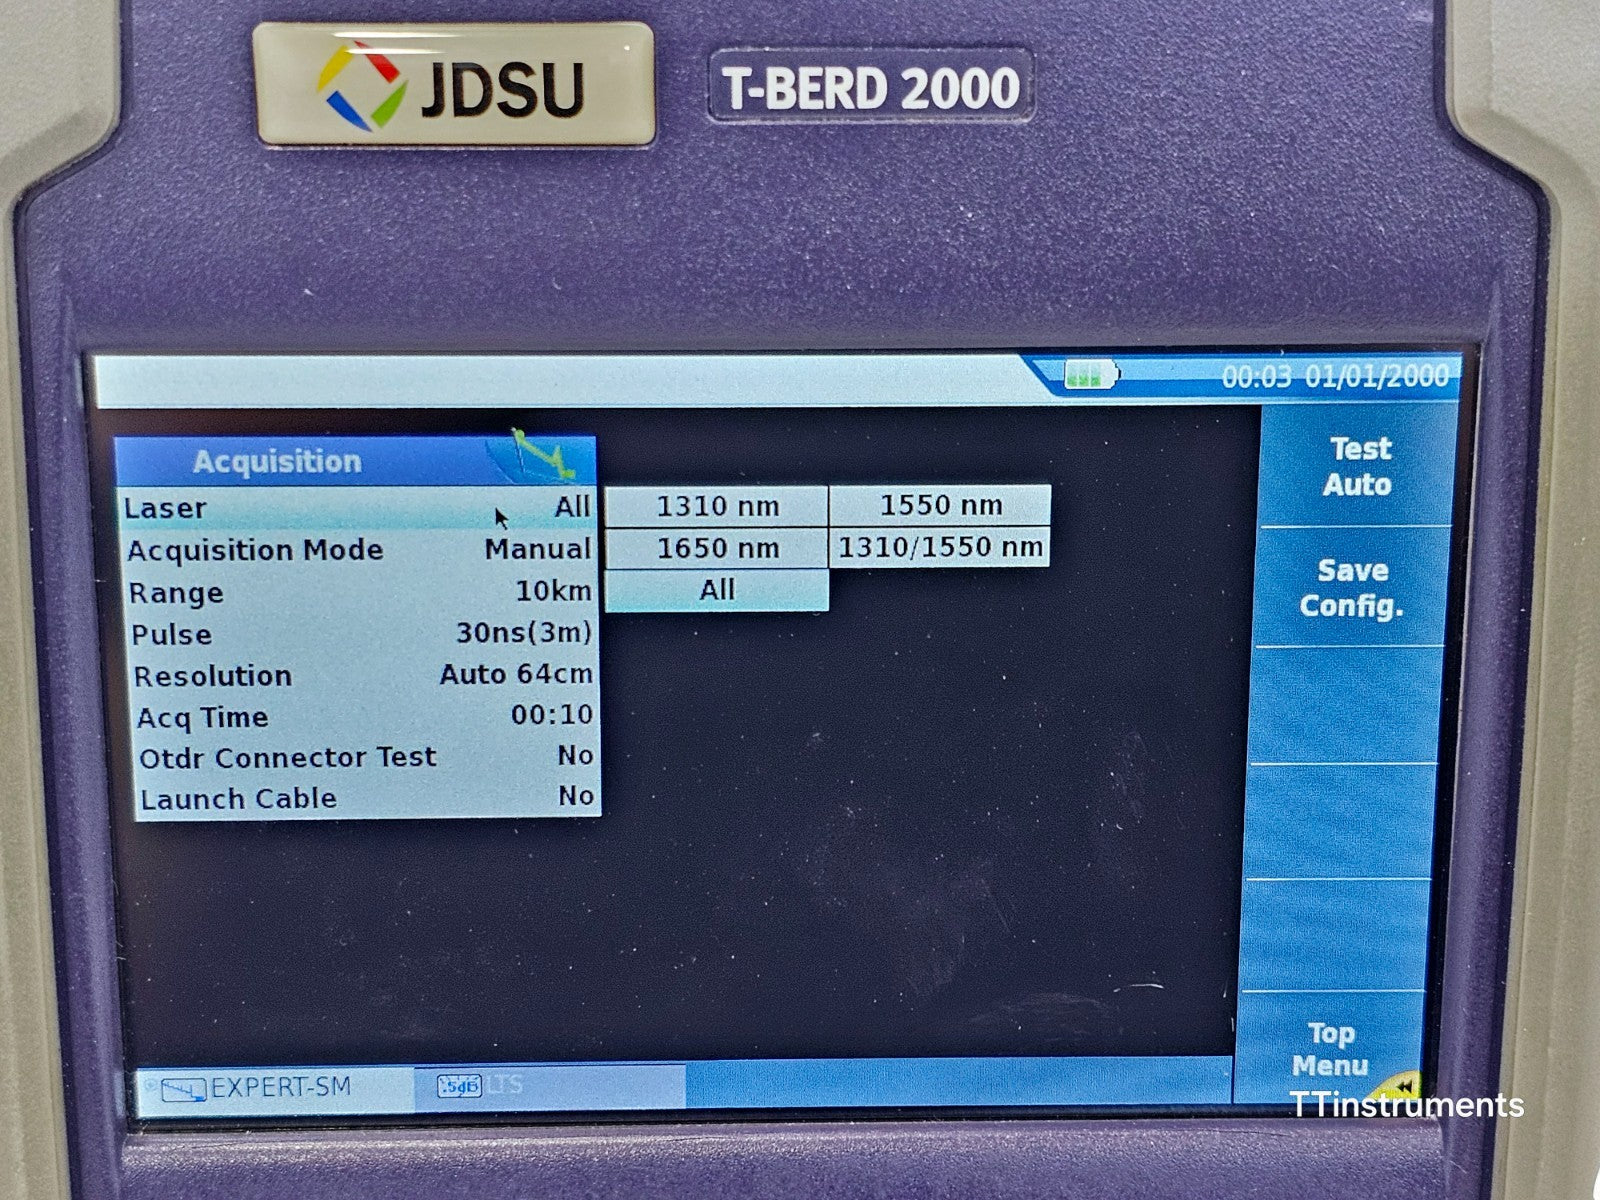 JDSU
T-BERD 2000
00:03 01/01/2000
Acquisition
Laser All
Acquisition Mode Manual
Range 10km
Pulse 30ns(3m)
Resolution Auto 64cm
Acq Time 00:10
Otdr Connector Test No
Launch Cable No
1310 nm 1550 nm
1650 nm 1310/1550 nm
All
Test
Auto
Save
Config.
Top
Menu
EXPERT-SM
.5dB LTS
TTinstruments